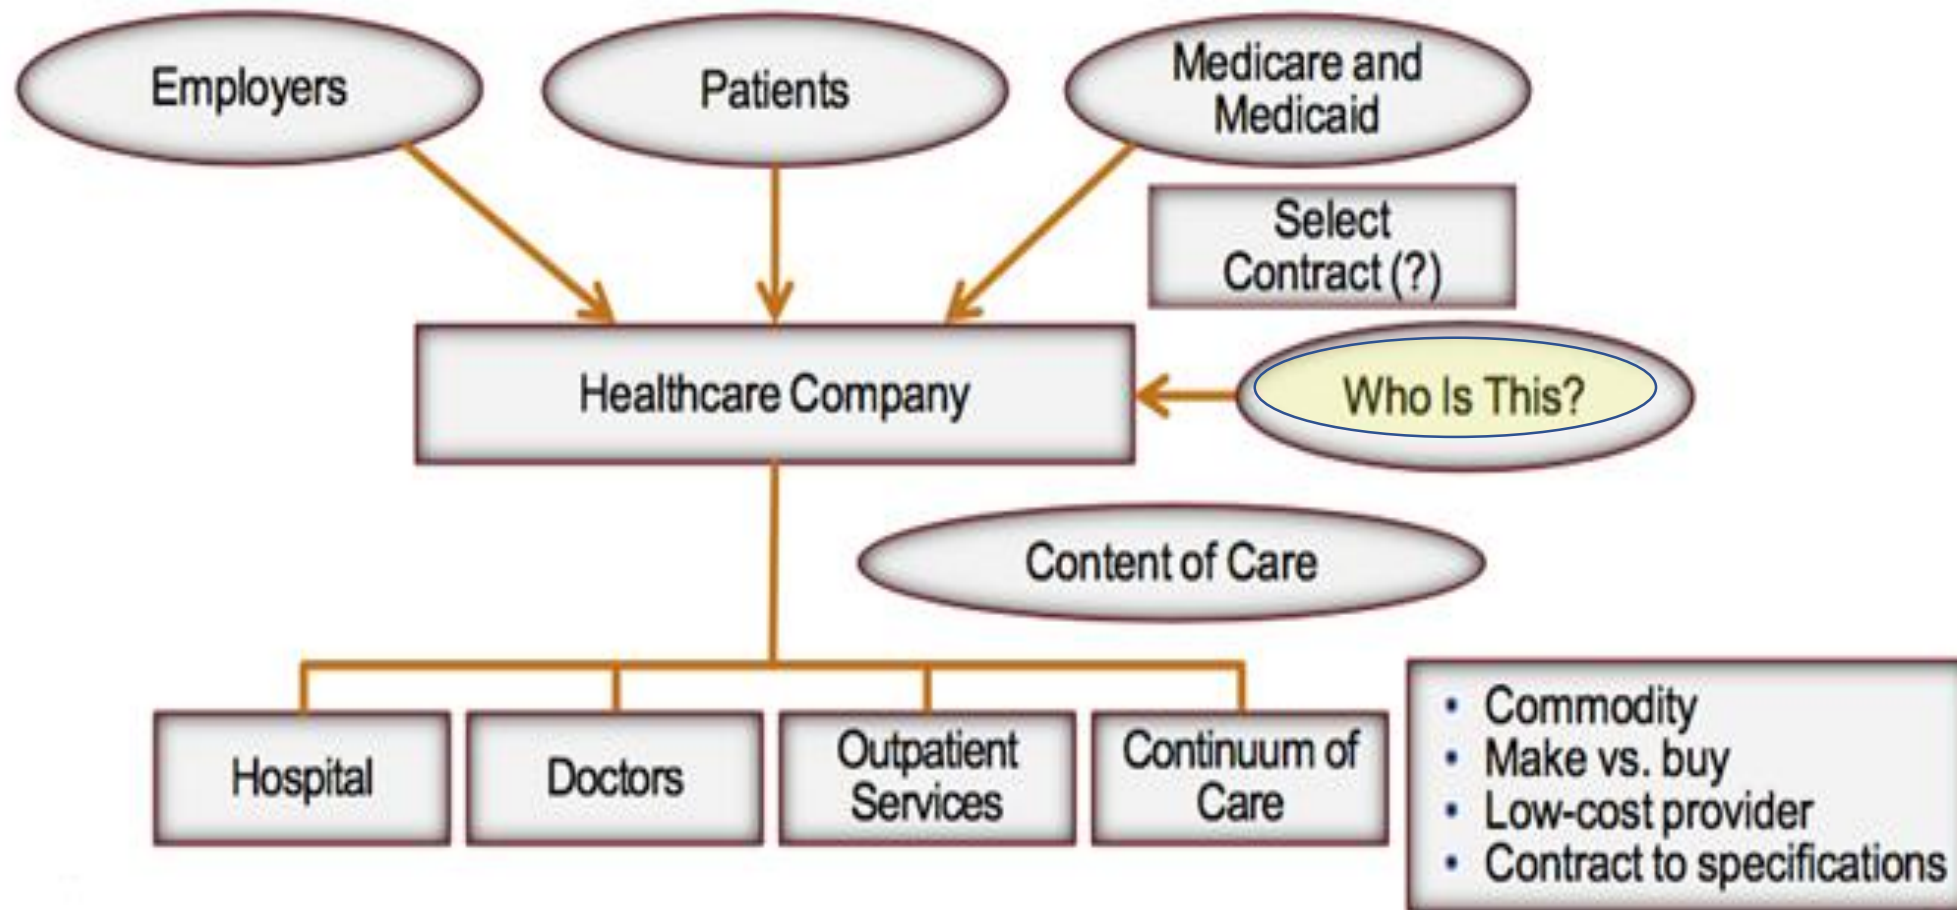 Employers
Patients
Medicare and
Medicaid
Select
Contract (?)
Healthcare Company
Who Is This?
Content of Care
Hospital
Doctors
Outpatient
Services
Continuum of
Care
• Commodity
• Make vs. buy
• Low-cost provider
• Contract to specifications